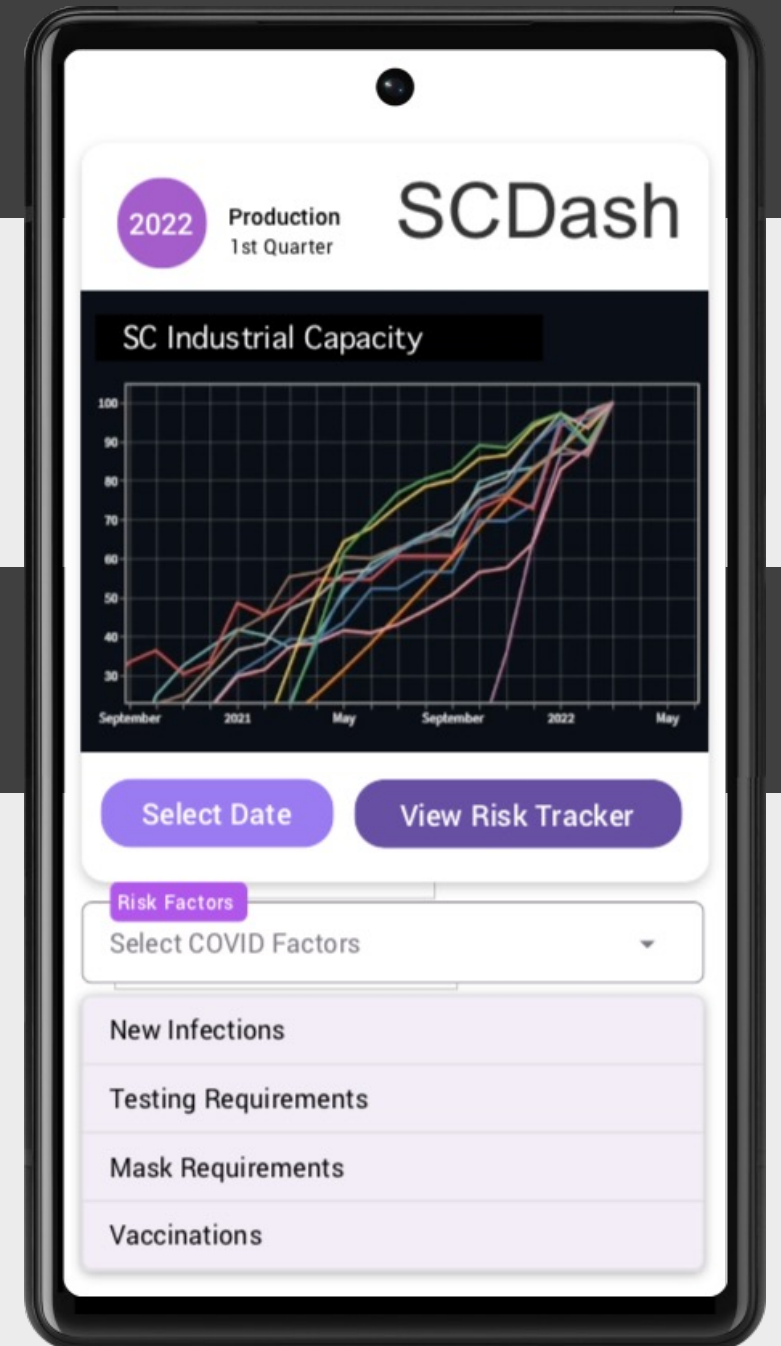 2022
Production
1st Quarter
SCDash
SC Industrial Capacity
100
90
80
70
60
50
40
30
September 2021 May September 2022 May
Select Date
View Risk Tracker
Risk Factors
Select COVID Factors
New Infections
Testing Requirements
Mask Requirements
Vaccinations